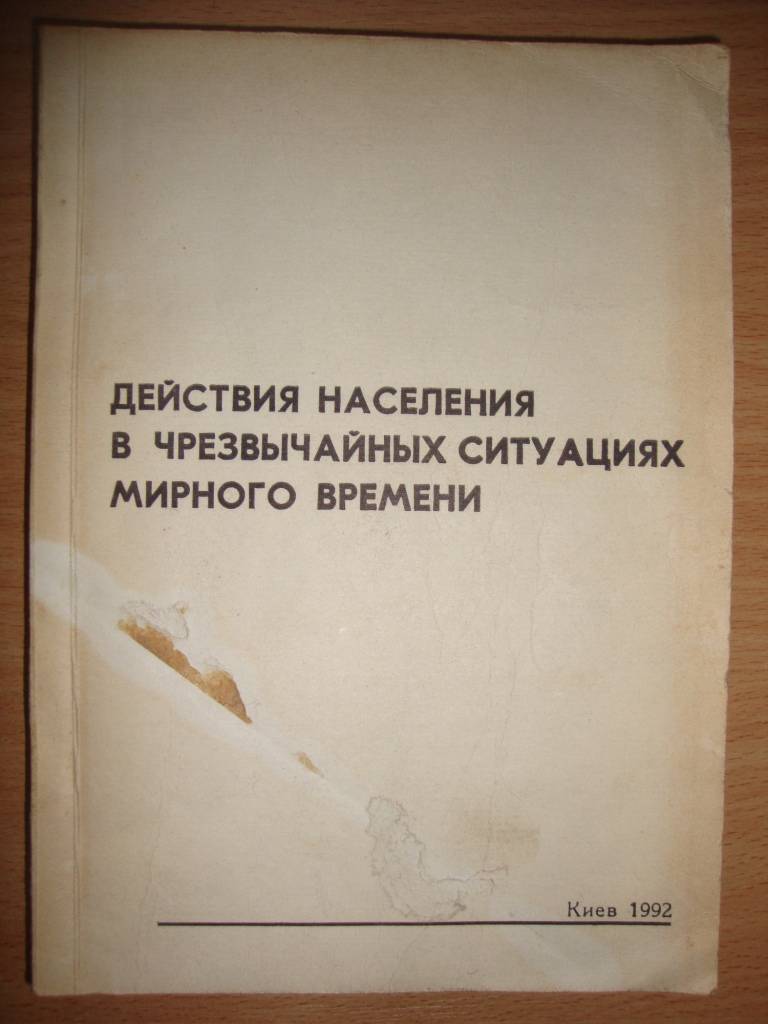 ДЕЙСТВИЯ НАСЕЛЕНИЯ
В ЧРЕЗВЫЧАЙНЫХ СИТУАЦИЯХ
МИРНОГО ВРЕМЕНИ
Киев 1992